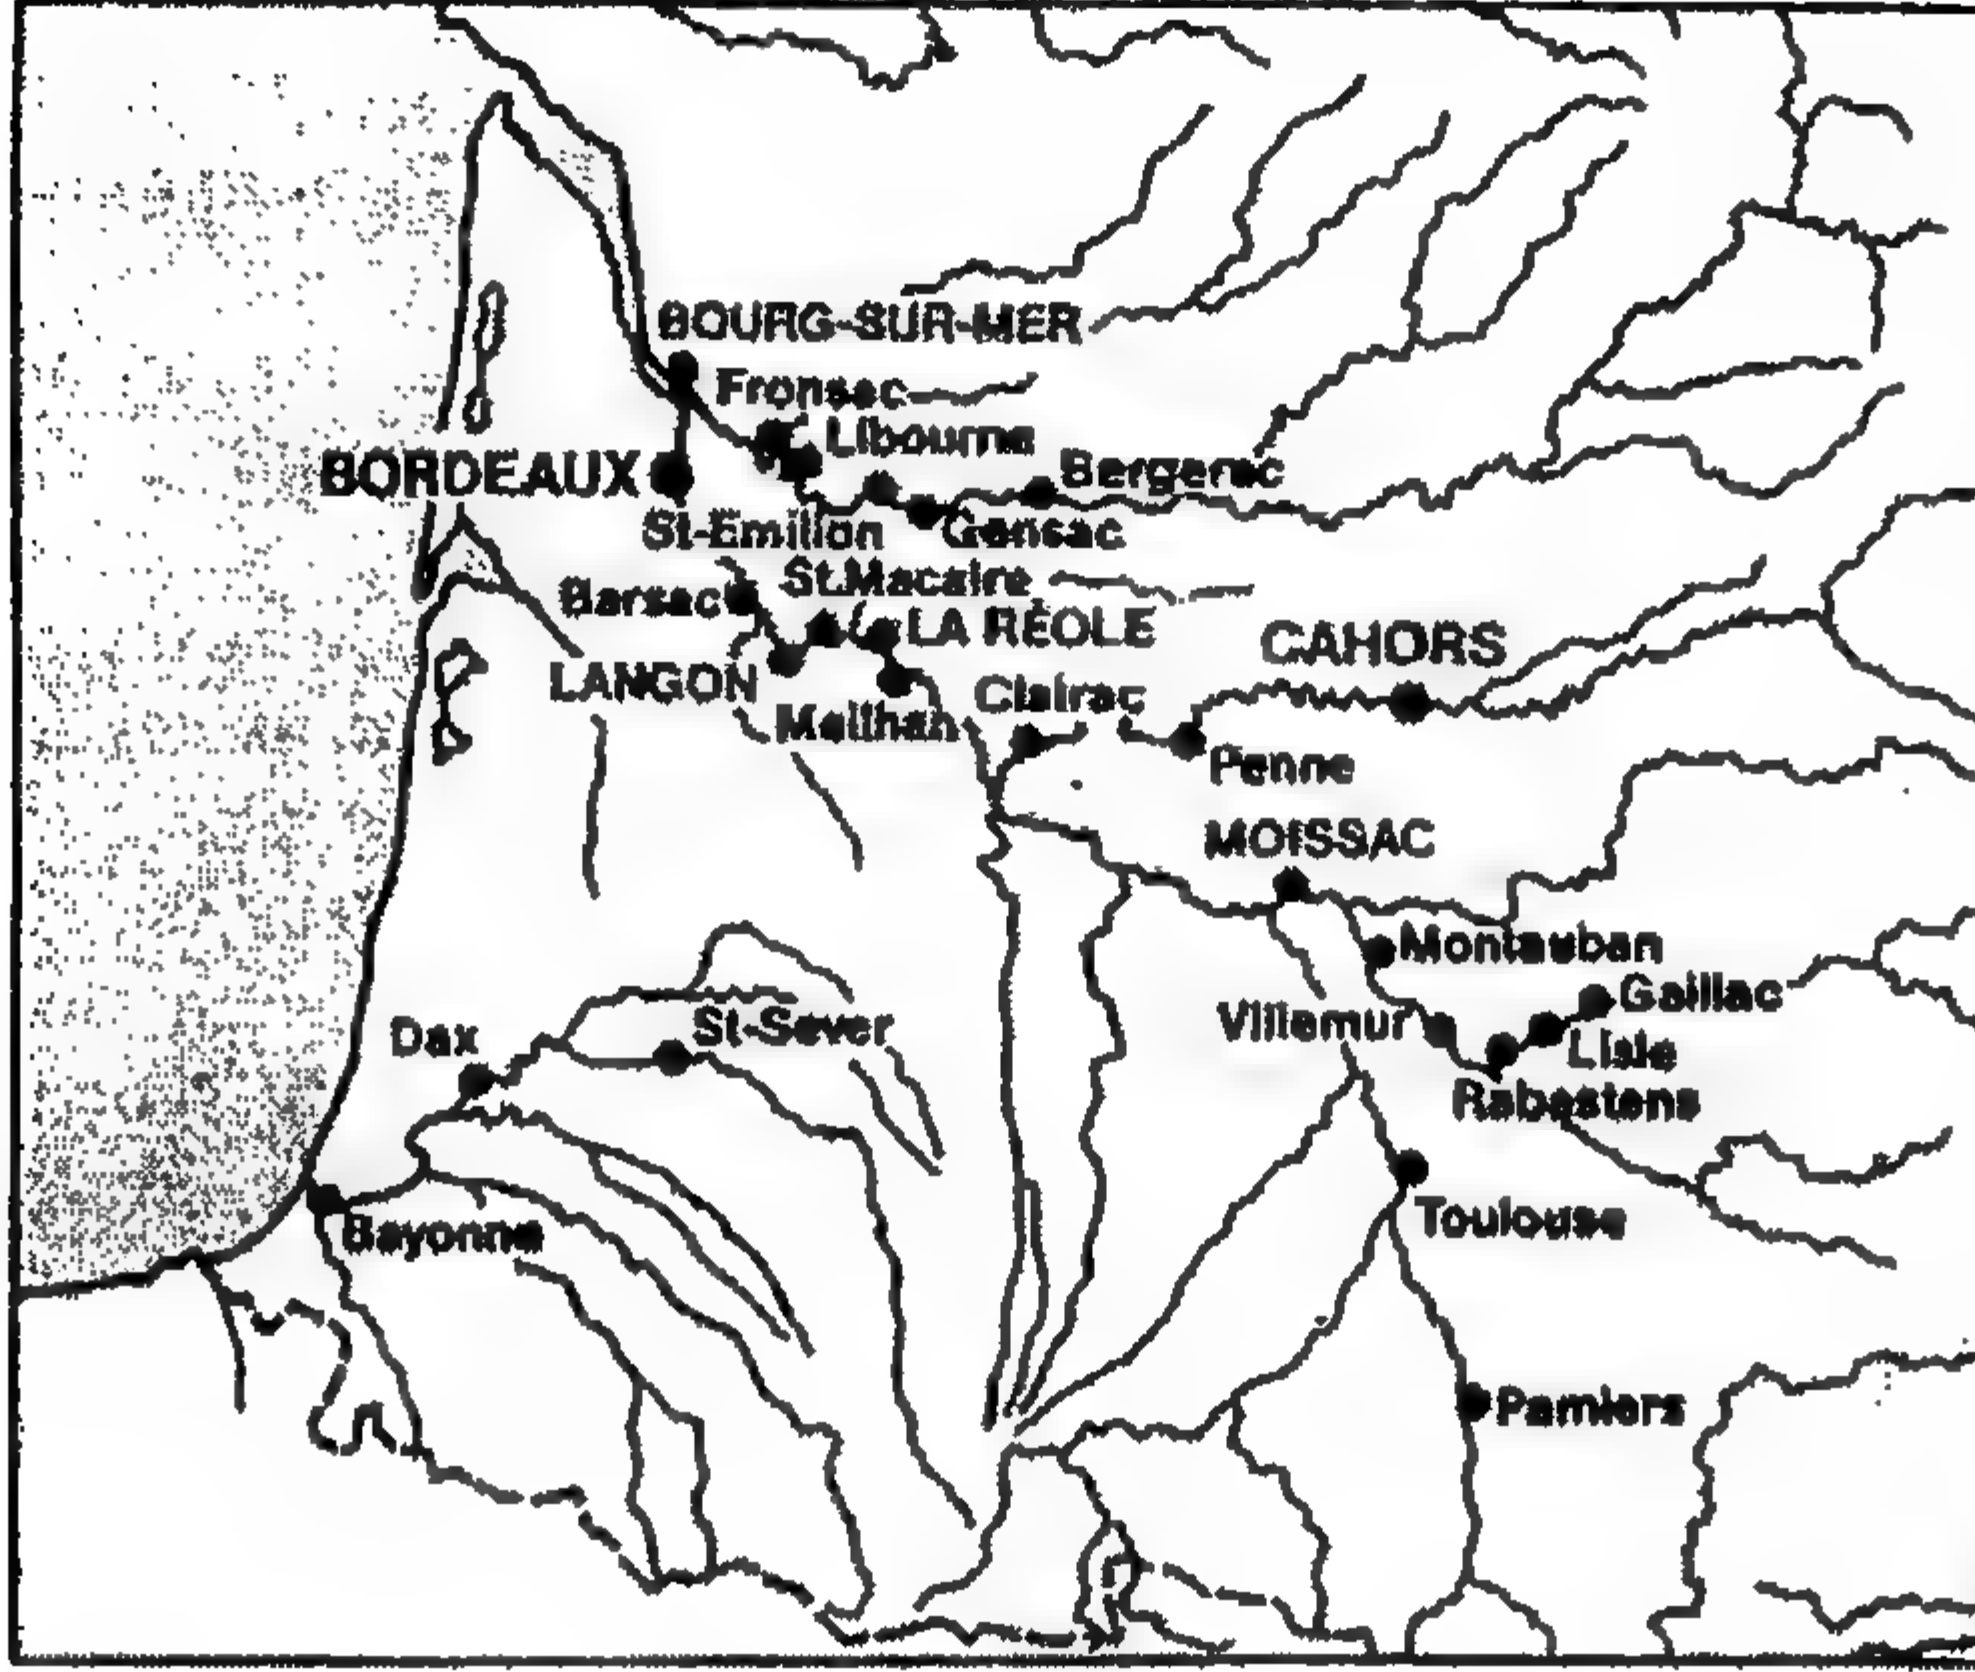 BOURG-SUR-MER
Fronsac
Libourne
BORDEAUX
Bergerac
St-Emilion
Gensac
St.Macaire
Barsac
LA RÉOLE
CAHORS
LANGON
Clairac
Meilhan
Penne
MOISSAC
Montauban
Gaillac
Villemur
St-Sever
Dax
Lisle
Rabastens
Toulouse
Bayonne
Pamiers